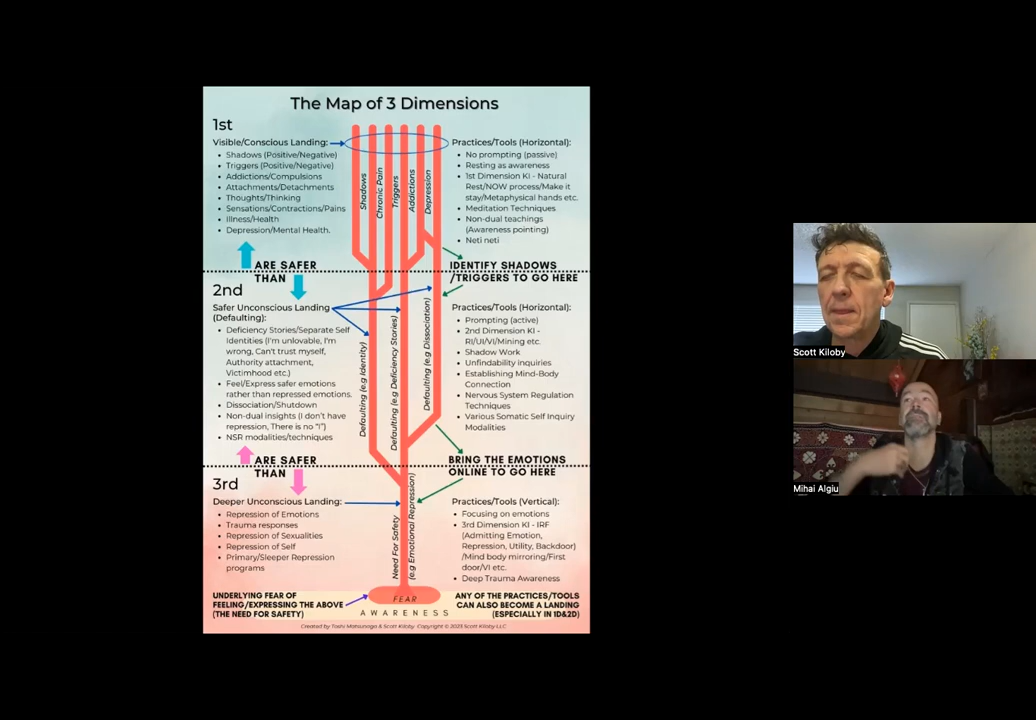 The Map of 3 Dimensions
1st
Visible/Conscious Landing:
Shadows (Positive/Negative)
Triggers (Positive/Negative)
Addictions/Compulsions
Attachments/Detachments
Thoughts/Thinking
Sensations/Contractions/Pains
Illness/Health
Depression/Mental Health.
Shadows
Chronic Pain
Triggers
Addictions
Depression
Practices/Tools (Horizontal):
No prompting (passive)
Resting as awareness
1st Dimension KI - Natural
Rest/NOW process/Make it
stay/Metaphysical hands etc.
Meditation Techniques
Non-dual teachings
(Awareness pointing)
Neti neti
ARE SAFER
THAN
IDENTIFY SHADOWS
/TRIGGERS TO GO HERE
2nd
Safer Unconscious Landing
(Defaulting):
Deficiency Stories/Separate Self
Identities (I'm unlovable, I'm
wrong, Can't trust myself,
Authority attachment,
Victimhood etc.)
Feel/Express safer emotions
rather than repressed emotions.
Dissociation/Shutdown
Non-dual insights (I don't have
repression, There is no "I")
NSR modalities/techniques
Defaulting (e.g Identity)
Defaulting (e.g Deficiency Stories)
Defaulting (e.g Dissociation)
Practices/Tools (Horizontal):
Prompting (active)
2nd Dimension KI -
RI/UI/VI/Mining etc.
Shadow Work
Unfindability inquiries
Establishing Mind-Body
Connection
Nervous System Regulation
Techniques
Various Somatic Self Inquiry
Modalities
ARE SAFER
THAN
BRING THE EMOTIONS
ONLINE TO GO HERE
3rd
Deeper Unconscious Landing:
Repression of Emotions
Trauma responses
Repression of Sexualities
Repression of Self
Primary/Sleeper Repression
programs
Need For Safety
(e.g Emotional Repression)
Practices/Tools (Vertical):
Focusing on emotions
3rd Dimension KI - IRF
(Admitting Emotion,
Repression, Utility, Backdoor)
/Mind body mirroring/First
door/VI etc.
Deep Trauma Awareness
UNDERLYING FEAR OF
FEELING/EXPRESSING THE ABOVE
(THE NEED FOR SAFETY)
FEAR
AWARENESS
ANY OF THE PRACTICES/TOOLS
CAN ALSO BECOME A LANDING
(ESPECIALLY IN 1D&2D)
Created by Toshi Matsunaga & Scott Kiloby Copyright © 2023 Scott Kiloby LLC
Scott Kiloby
Mihai Algiu